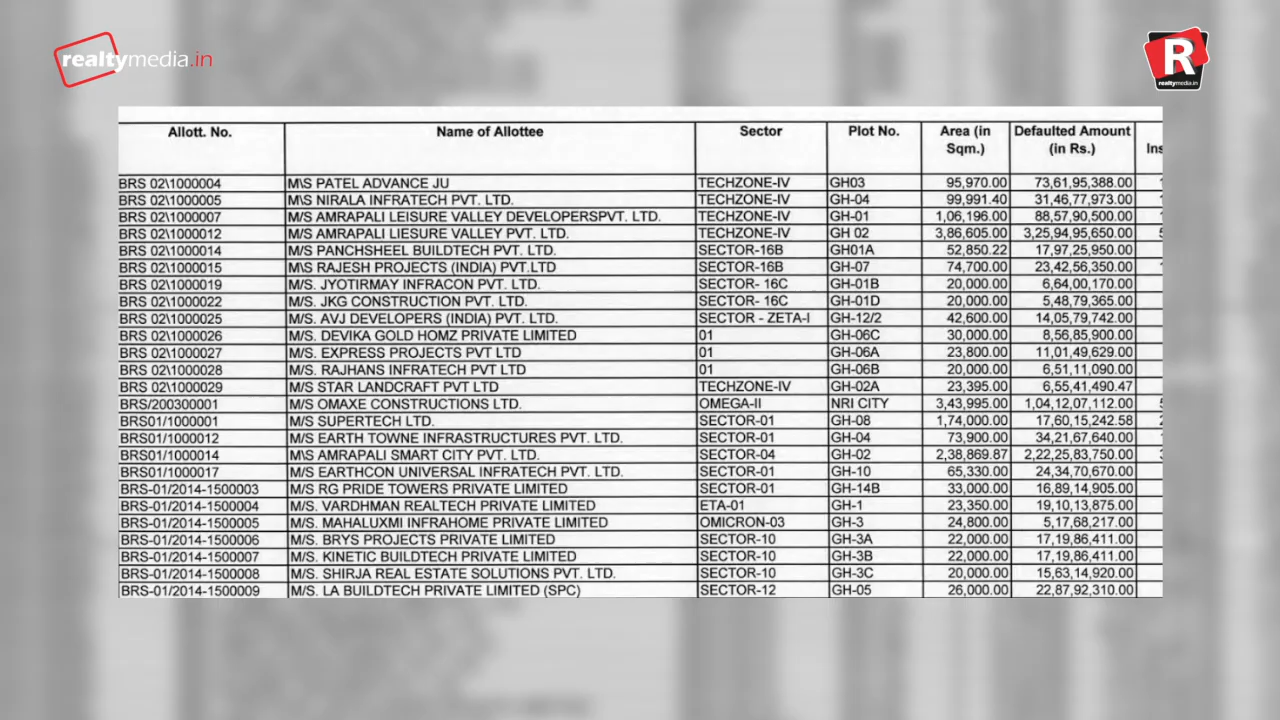 realtymedia.in
R
realtymedia.in
Allott. No. Name of Allottee Sector Plot No. Area (in Sqm.) Defaulted Amount (in Rs.) Ins
BRS 02\1000004 M\S PATEL ADVANCE JU TECHZONE-IV GH03 95,970.00 73,61,95,388.00
BRS 02\1000005 M\S NIRALA INFRATECH PVT. LTD. TECHZONE-IV GH-04 99,991.40 31,46,77,973.00
BRS 02\1000007 M\S AMRAPALI LEISURE VALLEY DEVELOPERSPVT. LTD. TECHZONE-IV GH-01 1,06,196.00 88,57,90,500.00
BRS 02\1000012 M\S AMRAPALI LIESURE VALLEY PVT. LTD. TECHZONE-IV GH 02 3,86,605.00 3,25,94,95,650.00
BRS 02\1000014 M\S PANCHSHEEL BUILDTECH PVT. LTD. SECTOR-16B GH01A 52,850.22 17,97,25,950.00
BRS 02\1000015 M\S RAJESH PROJECTS (INDIA) PVT.LTD SECTOR-16B GH-07 74,700.00 23,42,56,350.00
BRS 02\1000019 M/S. JYOTIRMAY INFRACON PVT. LTD. SECTOR- 16C GH-01B 20,000.00 6,64,00,170.00
BRS 02\1000022 M/S. JKG CONSTRUCTION PVT. LTD. SECTOR- 16C GH-01D 20,000.00 5,48,79,365.00
BRS 02\1000025 M/S. AVJ DEVELOPERS (INDIA) PVT. LTD. SECTOR - ZETA-I GH-12/2 42,600.00 14,05,79,742.00
BRS 02\1000026 M/S. DEVIKA GOLD HOMZ PRIVATE LIMITED 01 GH-06C 30,000.00 8,56,85,900.00
BRS 02\1000027 M/S. EXPRESS PROJECTS PVT LTD 01 GH-06A 23,800.00 11,01,49,629.00
BRS 02\1000028 M/S. RAJHANS INFRATECH PVT LTD 01 GH-06B 20,000.00 6,51,11,090.00
BRS 02\1000029 M/S STAR LANDCRAFT PVT LTD TECHZONE-IV GH-02A 23,395.00 6,55,41,490.47
BRS/200300001 M/S OMAXE CONSTRUCTIONS LTD. OMEGA-II NRI CITY 3,43,995.00 1,04,12,07,112.00
BRS01/1000001 M/S SUPERTECH LTD. SECTOR-01 GH-08 1,74,000.00 17,60,15,242.58
BRS01/1000012 M/S EARTH TOWNE INFRASTRUCTURES PVT. LTD. SECTOR-01 GH-04 73,900.00 34,21,67,640.00
BRS01/1000014 M\S AMRAPALI SMART CITY PVT. LTD. SECTOR-04 GH-02 2,38,869.87 2,22,25,83,750.00
BRS01/1000017 M/S EARTHCON UNIVERSAL INFRATECH PVT. LTD. SECTOR-01 GH-10 65,330.00 24,34,70,670.00
BRS-01/2014-1500003 M/S RG PRIDE TOWERS PRIVATE LIMITED SECTOR-01 GH-14B 33,000.00 16,89,14,905.00
BRS-01/2014-1500004 M/S. VARDHMAN REALTECH PRIVATE LIMITED ETA-01 GH-1 23,350.00 19,10,13,875.00
BRS-01/2014-1500005 M/S. MAHALUXMI INFRAHOME PRIVATE LIMITED OMICRON-03 GH-3 24,800.00 5,17,68,217.00
BRS-01/2014-1500006 M/S. BRYS PROJECTS PRIVATE LIMITED SECTOR-10 GH-3A 22,000.00 17,19,86,411.00
BRS-01/2014-1500007 M/S. KINETIC BUILDTECH PRIVATE LIMITED SECTOR-10 GH-3B 22,000.00 17,19,86,411.00
BRS-01/2014-1500008 M/S. SHIRJA REAL ESTATE SOLUTIONS PVT. LTD. SECTOR-10 GH-3C 20,000.00 15,63,14,920.00
BRS-01/2014-1500009 M/S. LA BUILDTECH PRIVATE LIMITED (SPC) SECTOR-12 GH-05 26,000.00 22,87,92,310.00